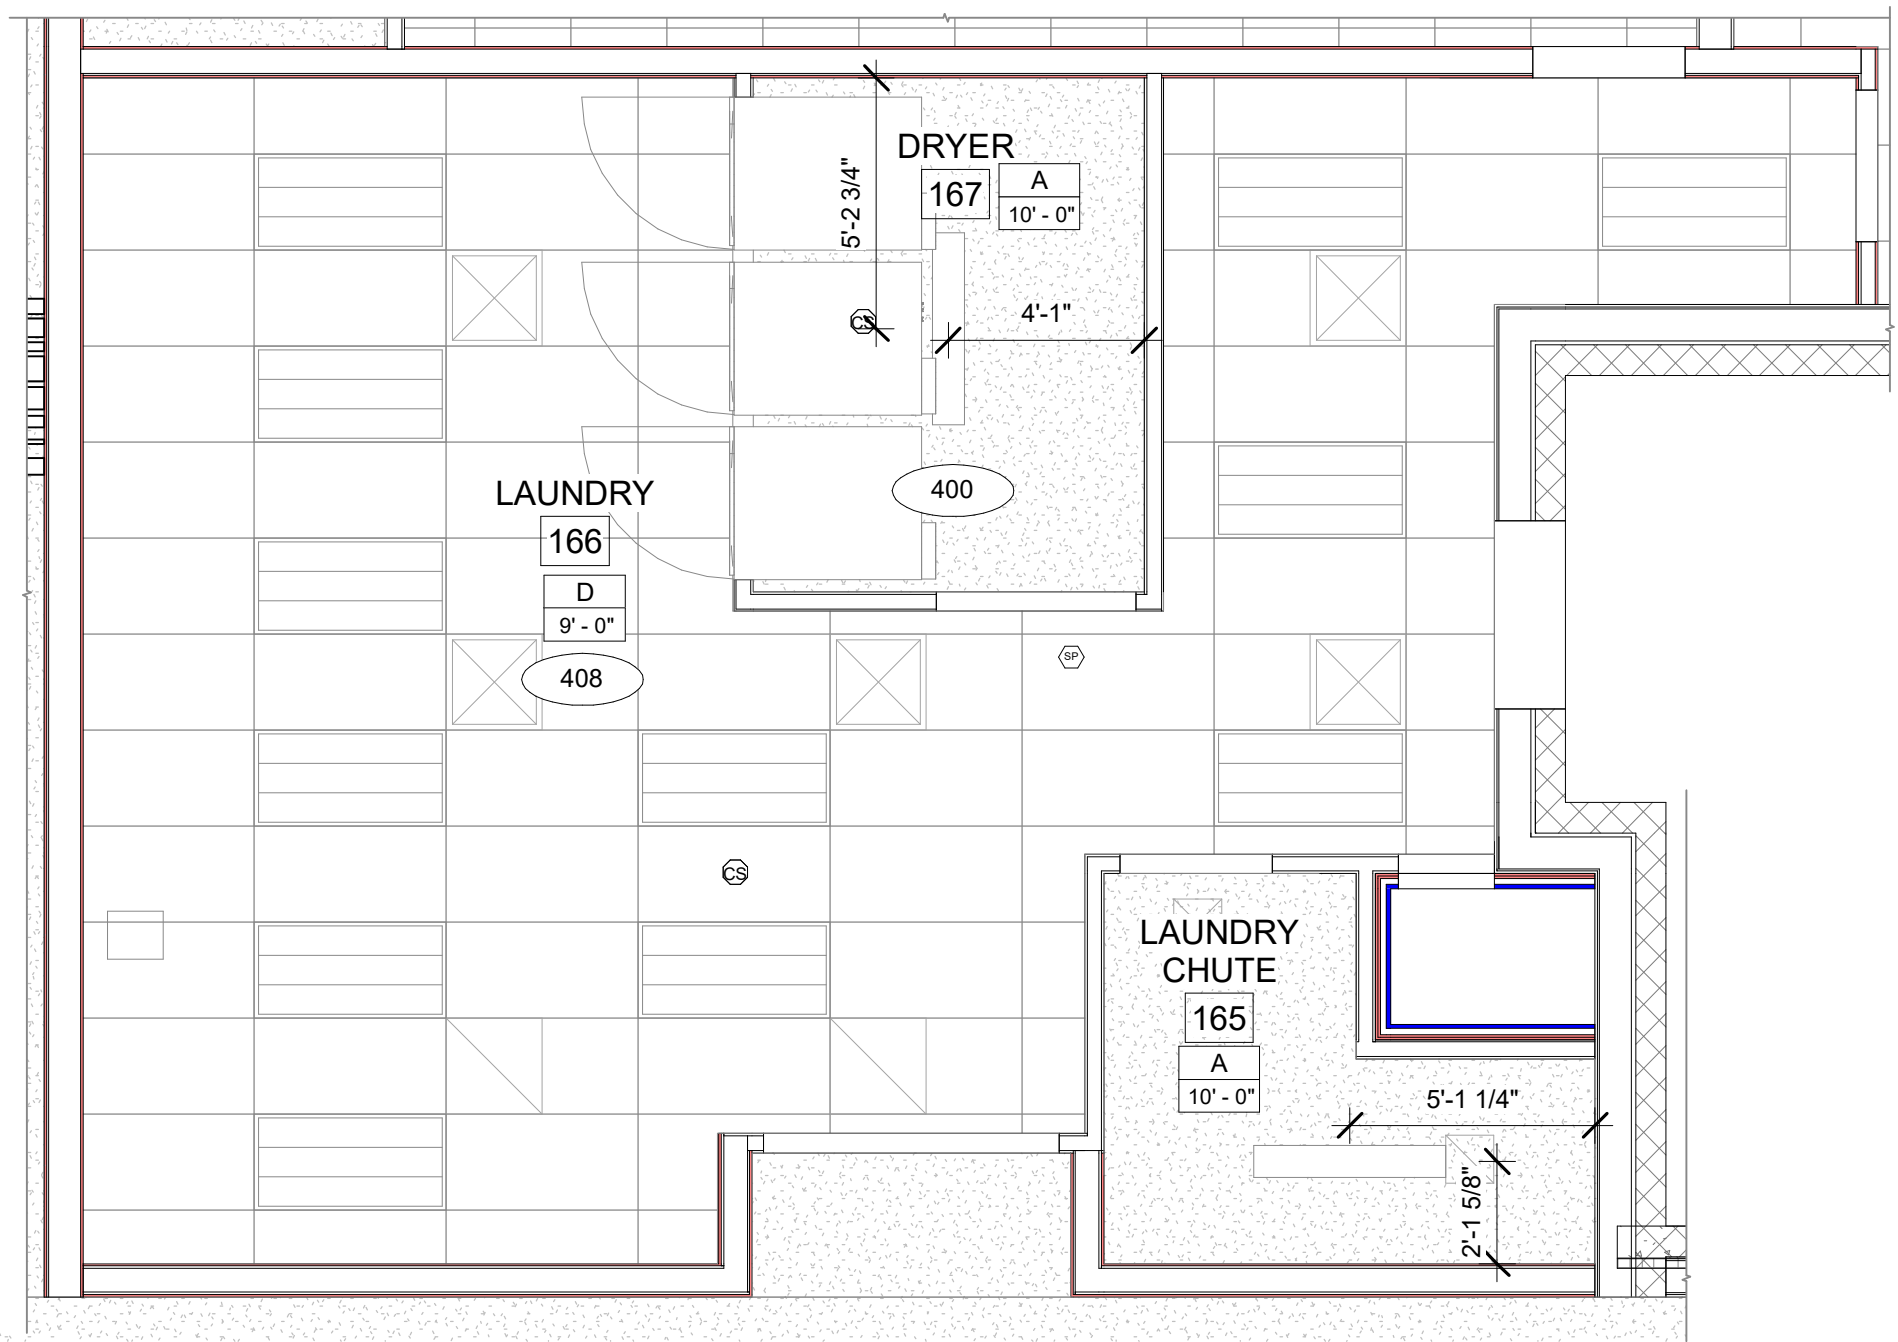 DRYER
167
A
10' - 0"
5'-2 3/4"
4'-1"
CS
400
LAUNDRY
166
D
9' - 0"
408
SP
CS
LAUNDRY
CHUTE
165
A
10' - 0"
5'-1 1/4"
2'-1 5/8"